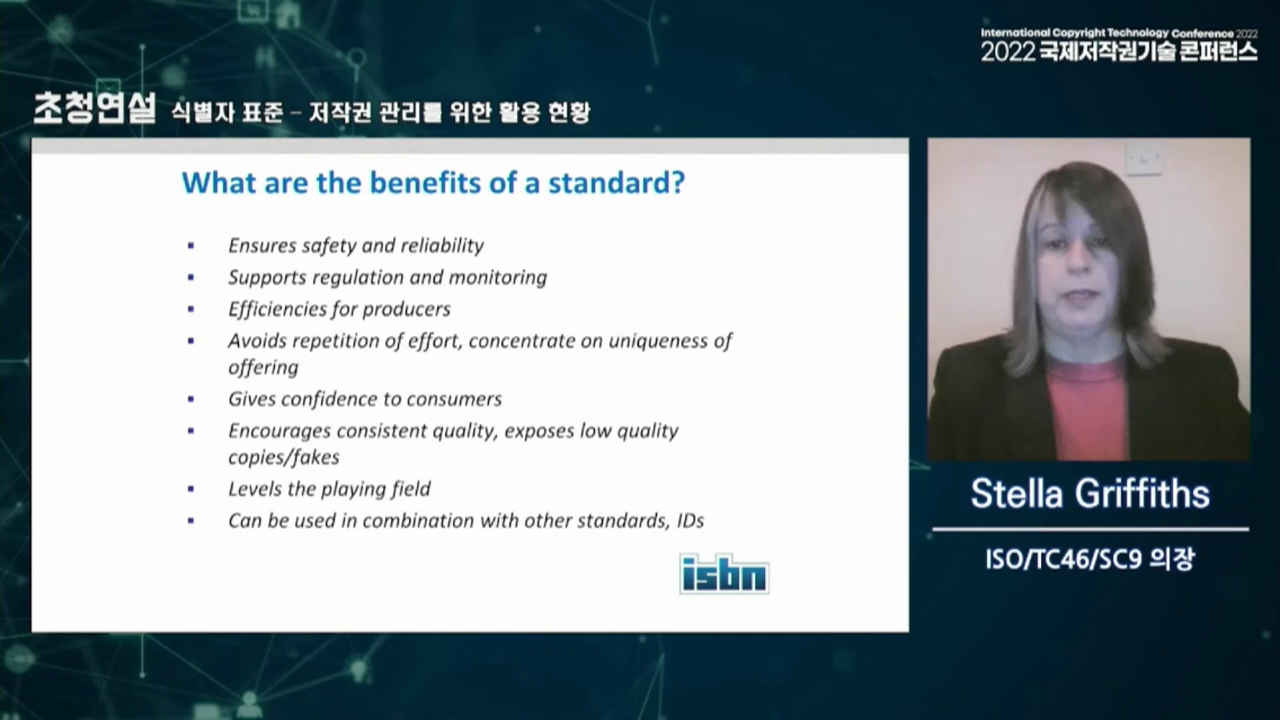 International Copyright Technology Conference 2022
2022 국제저작권기술 콘퍼런스
초청연설 식별자 표준 – 저작권 관리를 위한 활용 현황
What are the benefits of a standard?
▪ Ensures safety and reliability
▪ Supports regulation and monitoring
▪ Efficiencies for producers
▪ Avoids repetition of effort, concentrate on uniqueness of
offering
▪ Gives confidence to consumers
▪ Encourages consistent quality, exposes low quality
copies/fakes
▪ Levels the playing field
▪ Can be used in combination with other standards, IDs
isbn
Stella Griffiths
ISO/TC46/SC9 의장